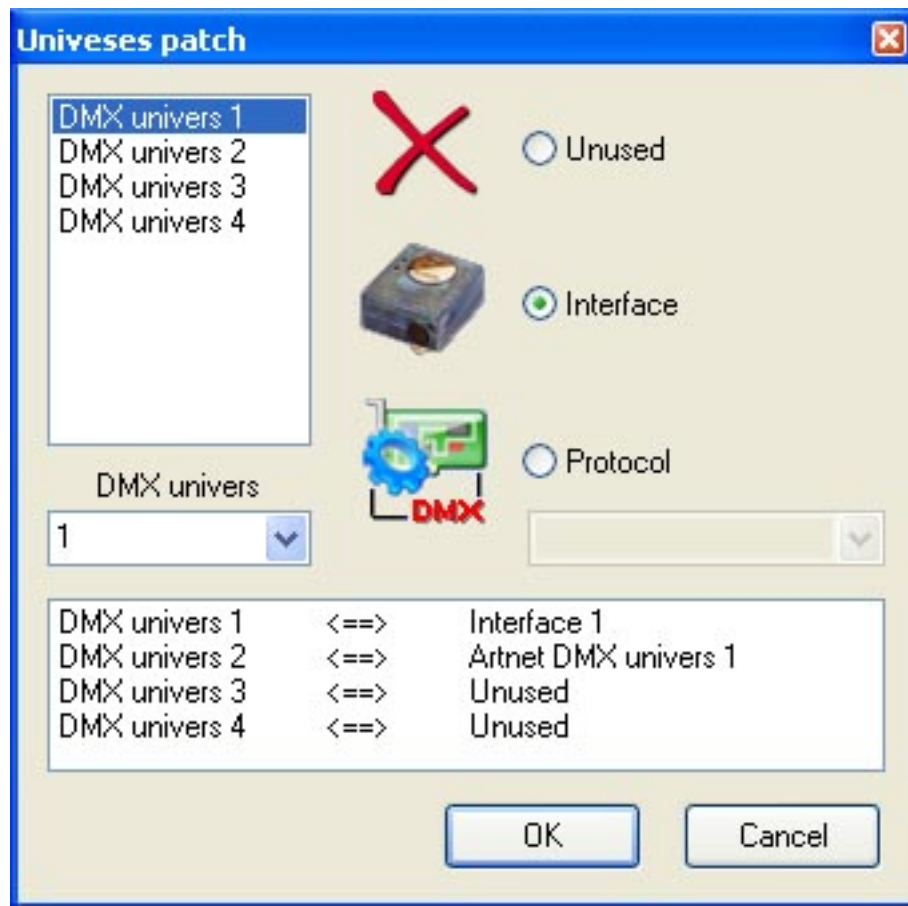 Univeses patch
DMX univers 1
DMX univers 2
DMX univers 3
DMX univers 4
Unused
Interface
Protocol
DMX
DMX univers
1
DMX univers 1 <==> Interface 1
DMX univers 2 <==> Artnet DMX univers 1
DMX univers 3 <==> Unused
DMX univers 4 <==> Unused
OK Cancel